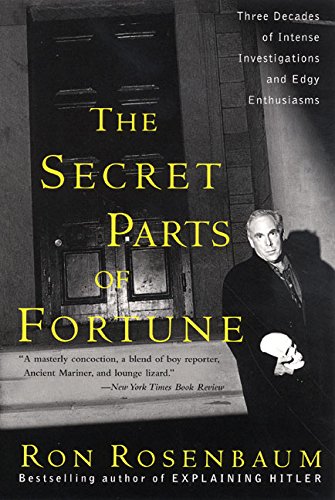 Three Decades
of Intense
Investigations
and Edgy
Enthusiasms
THE
SECRET
PARTS
OF
FORTUNE
“A masterly concoction, a blend of boy reporter,
Ancient Mariner, and lounge lizard.”
—New York Times Book Review
RON ROSENBAUM
Bestselling author of EXPLAINING HITLER